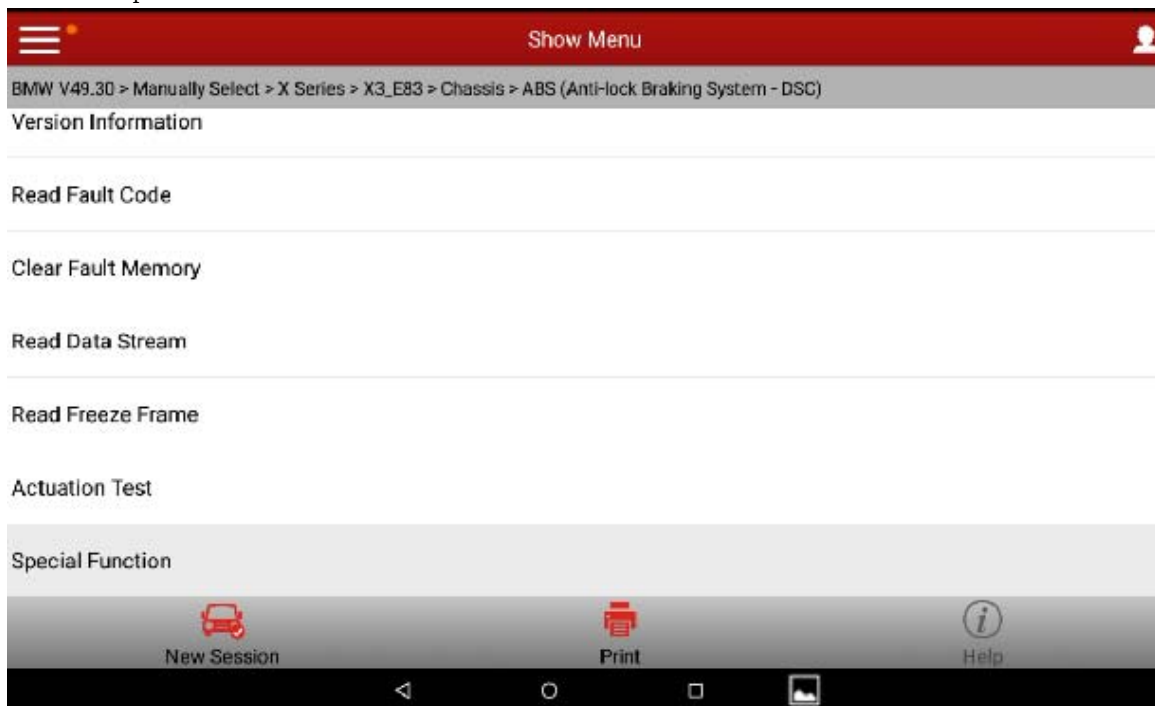 Show Menu
BMW V49.30 > Manually Select > X Series > X3_E83 > Chassis > ABS (Anti-lock Braking System - DSC)
Version Information
Read Fault Code
Clear Fault Memory
Read Data Stream
Read Freeze Frame
Actuation Test
Special Function
New Session
Print
Help